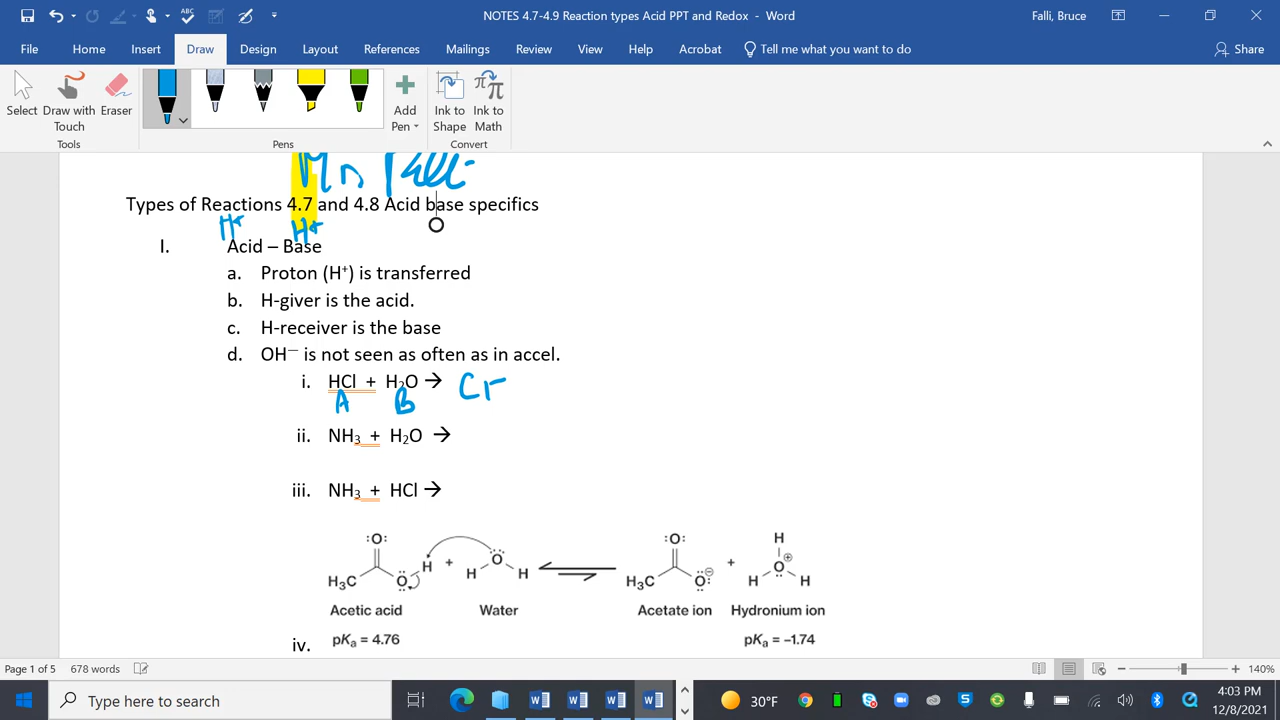 NOTES 4.7-4.9 Reaction types Acid PPT and Redox - Word
Falli, Bruce
File Home Insert Draw Design Layout References Mailings Review View Help Acrobat Tell me what you want to do Share
Select Draw with Touch Eraser Add Pen Ink to Shape Ink to Math
Tools Pens Convert
Types of Reactions 4.7 and 4.8 Acid base specifics
H+ H+
I. Acid – Base
a. Proton (H⁺) is transferred
b. H-giver is the acid.
c. H-receiver is the base
d. OH⁻ is not seen as often as in accel.
i. HCl + H₂O → Cl-
A B
ii. NH₃ + H₂O →
iii. NH₃ + HCl →
:O: H + O H H :O: + H
H₃C O H₃C O: H O H
Acetic acid Water Acetate ion Hydronium ion
iv. pKₐ = 4.76 pKₐ = –1.74
Page 1 of 5 678 words 140%
Type here to search 30°F 4:03 PM
12/8/2021